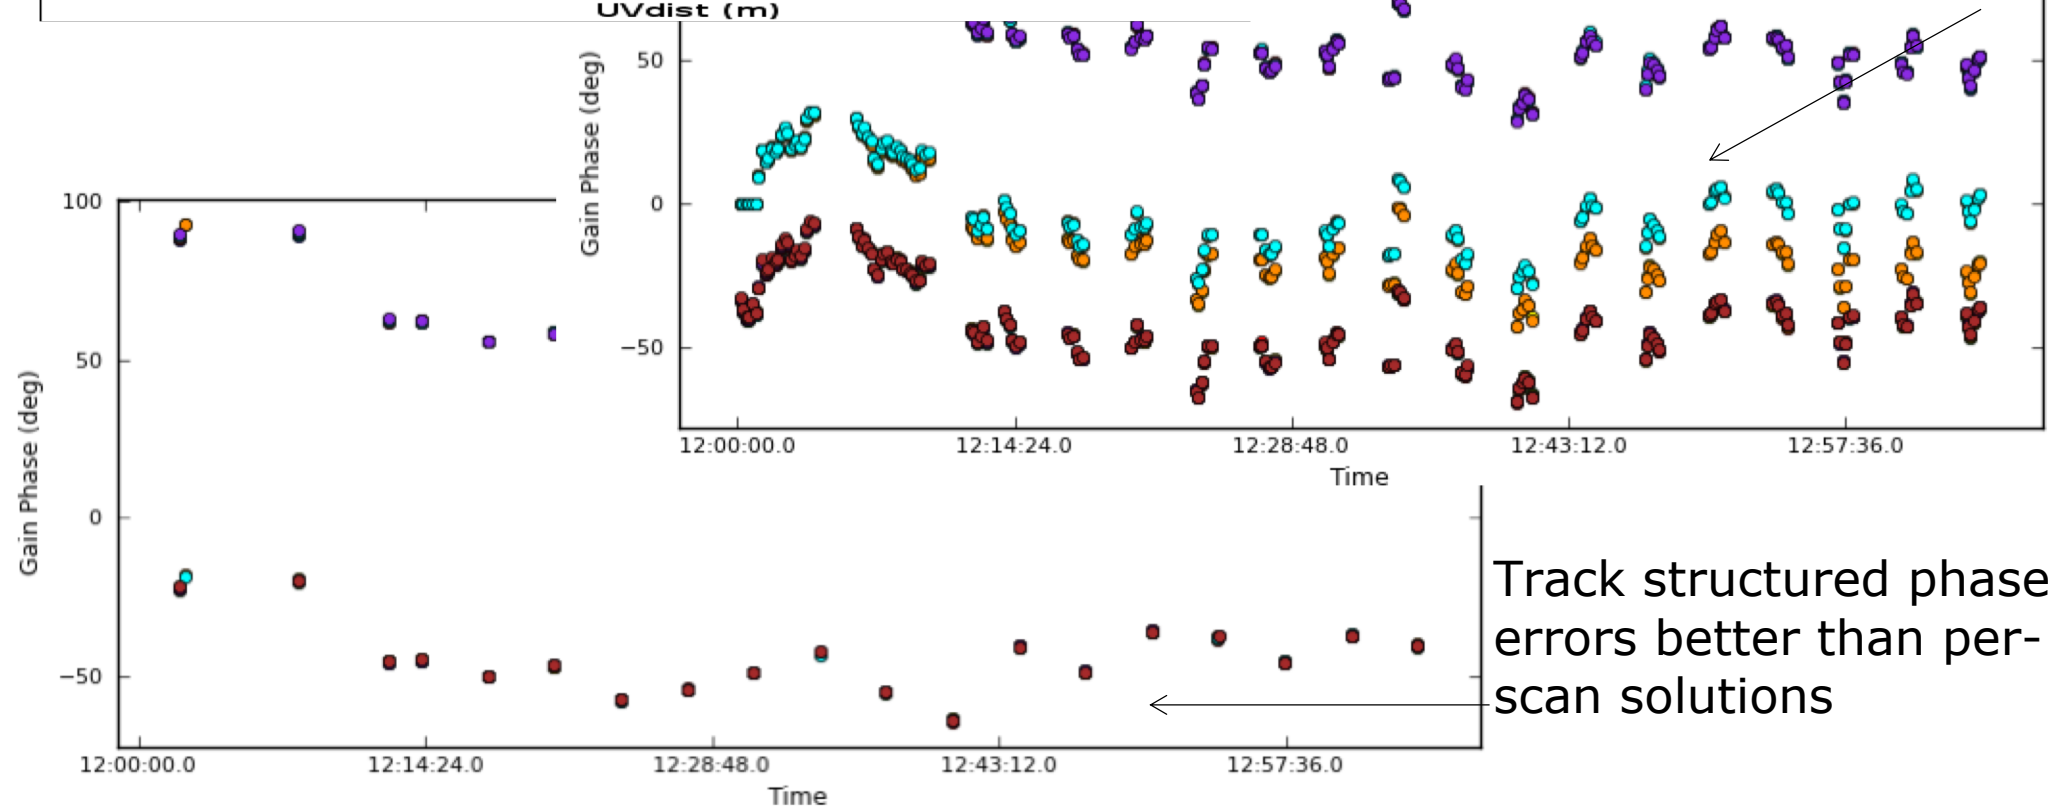 UVdist (m)
Gain Phase (deg)
50
0
−50
12:00:00.0 12:14:24.0 12:28:48.0 12:43:12.0 12:57:36.0
Time
Gain Phase (deg)
100
50
0
−50
12:00:00.0 12:14:24.0 12:28:48.0 12:43:12.0 12:57:36.0
Time
Track structured phase
errors better than per-
scan solutions